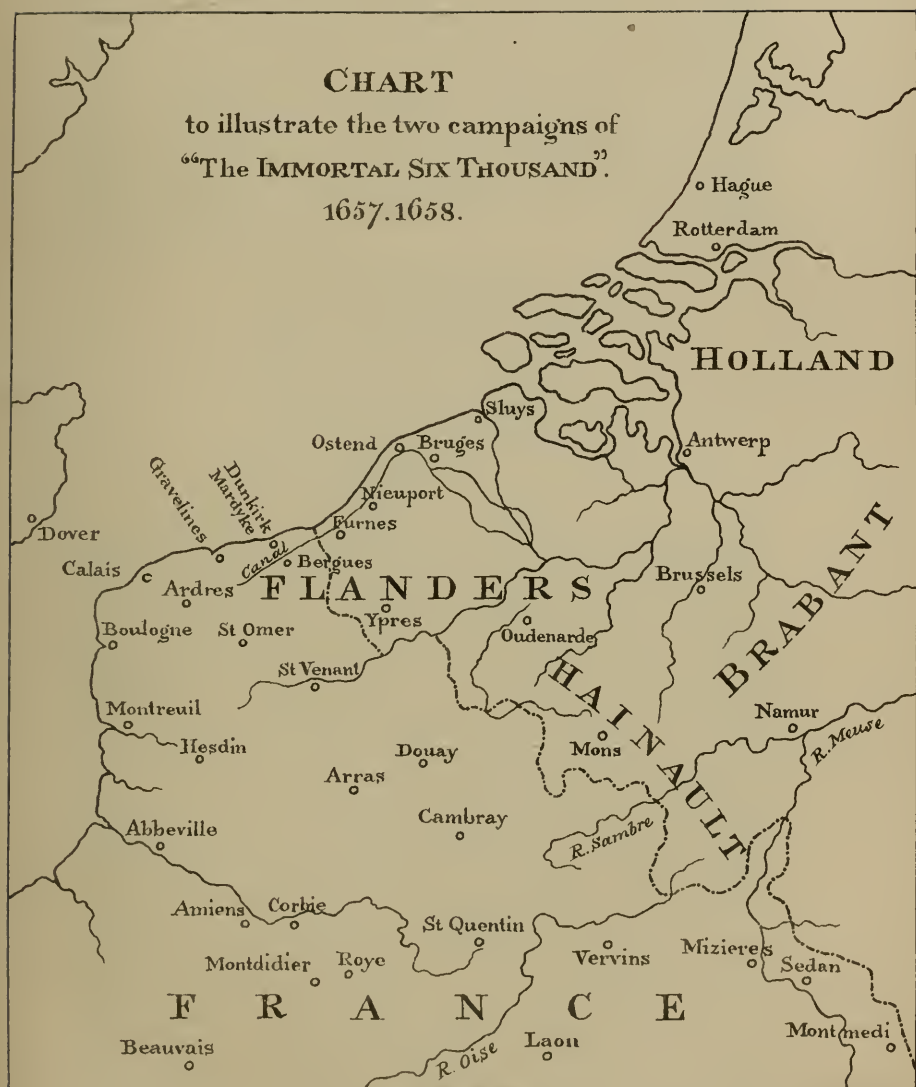 CHART
to illustrate the two campaigns of
"The IMMORTAL SIX THOUSAND".
1657.1658.
Hague
Rotterdam
HOLLAND
Sluys
Ostend
Bruges
Antwerp
Nieuport
Gravelines
Dunkirk
Mardyke
Furnes
Dover
Canal
Bergues
Calais
Ardres
FLANDERS
Brussels
BRABANT
Ypres
Boulogne
St Omer
Oudenarde
St Venant
HAINAULT
Montreuil
Namur
Hesdin
Douay
Mons
R. Meuse
Arras
Cambray
Abbeville
R. Sambre
Amiens
Corbie
St Quentin
Montdidier
Roye
Vervins
Mizieres
Sedan
FRANCE
Beauvais
R. Oise
Laon
Montmedi